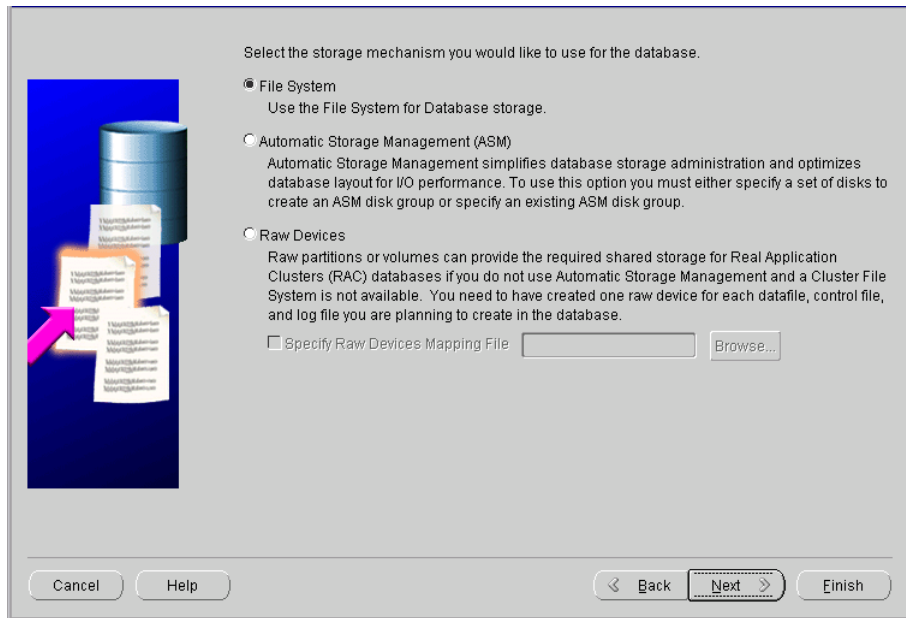 Select the storage mechanism you would like to use for the database.
File System
Use the File System for Database storage.
Automatic Storage Management (ASM)
Automatic Storage Management simplifies database storage administration and optimizes
database layout for I/O performance. To use this option you must either specify a set of disks to
create an ASM disk group or specify an existing ASM disk group.
Raw Devices
Raw partitions or volumes can provide the required shared storage for Real Application
Clusters (RAC) databases if you do not use Automatic Storage Management and a Cluster File
System is not available. You need to have created one raw device for each datafile, control file,
and log file you are planning to create in the database.
Specify Raw Devices Mapping File
Browse...
Cancel
Help
Back
Next
Finish